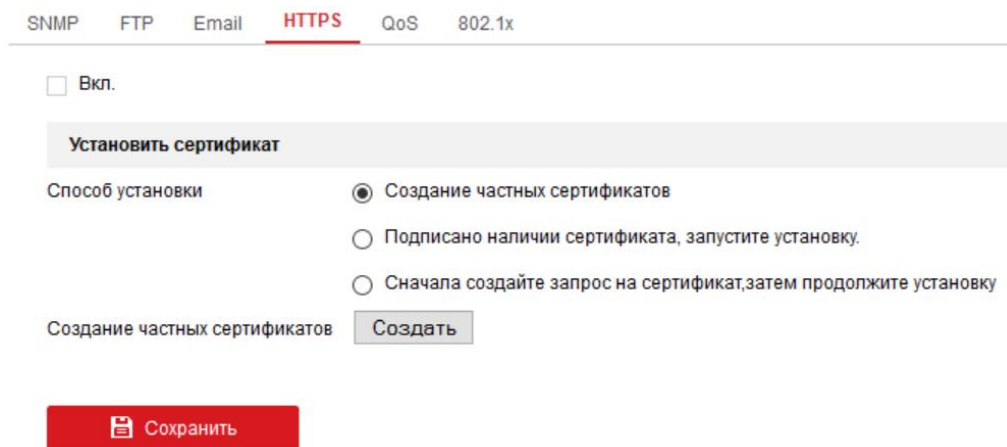 SNMP FTP Email HTTPS QoS 802.1x
Вкл.
Установить сертификат
Способ установки Создание частных сертификатов
Подписано наличии сертификата, запустите установку.
Сначала создайте запрос на сертификат,затем продолжите установку
Создание частных сертификатов Создать
Сохранить